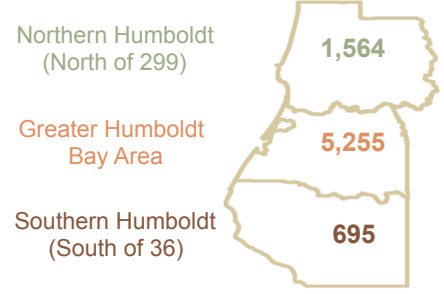 Northern Humboldt
(North of 299)
1,564
Greater Humboldt
Bay Area
5,255
Southern Humboldt
(South of 36)
695